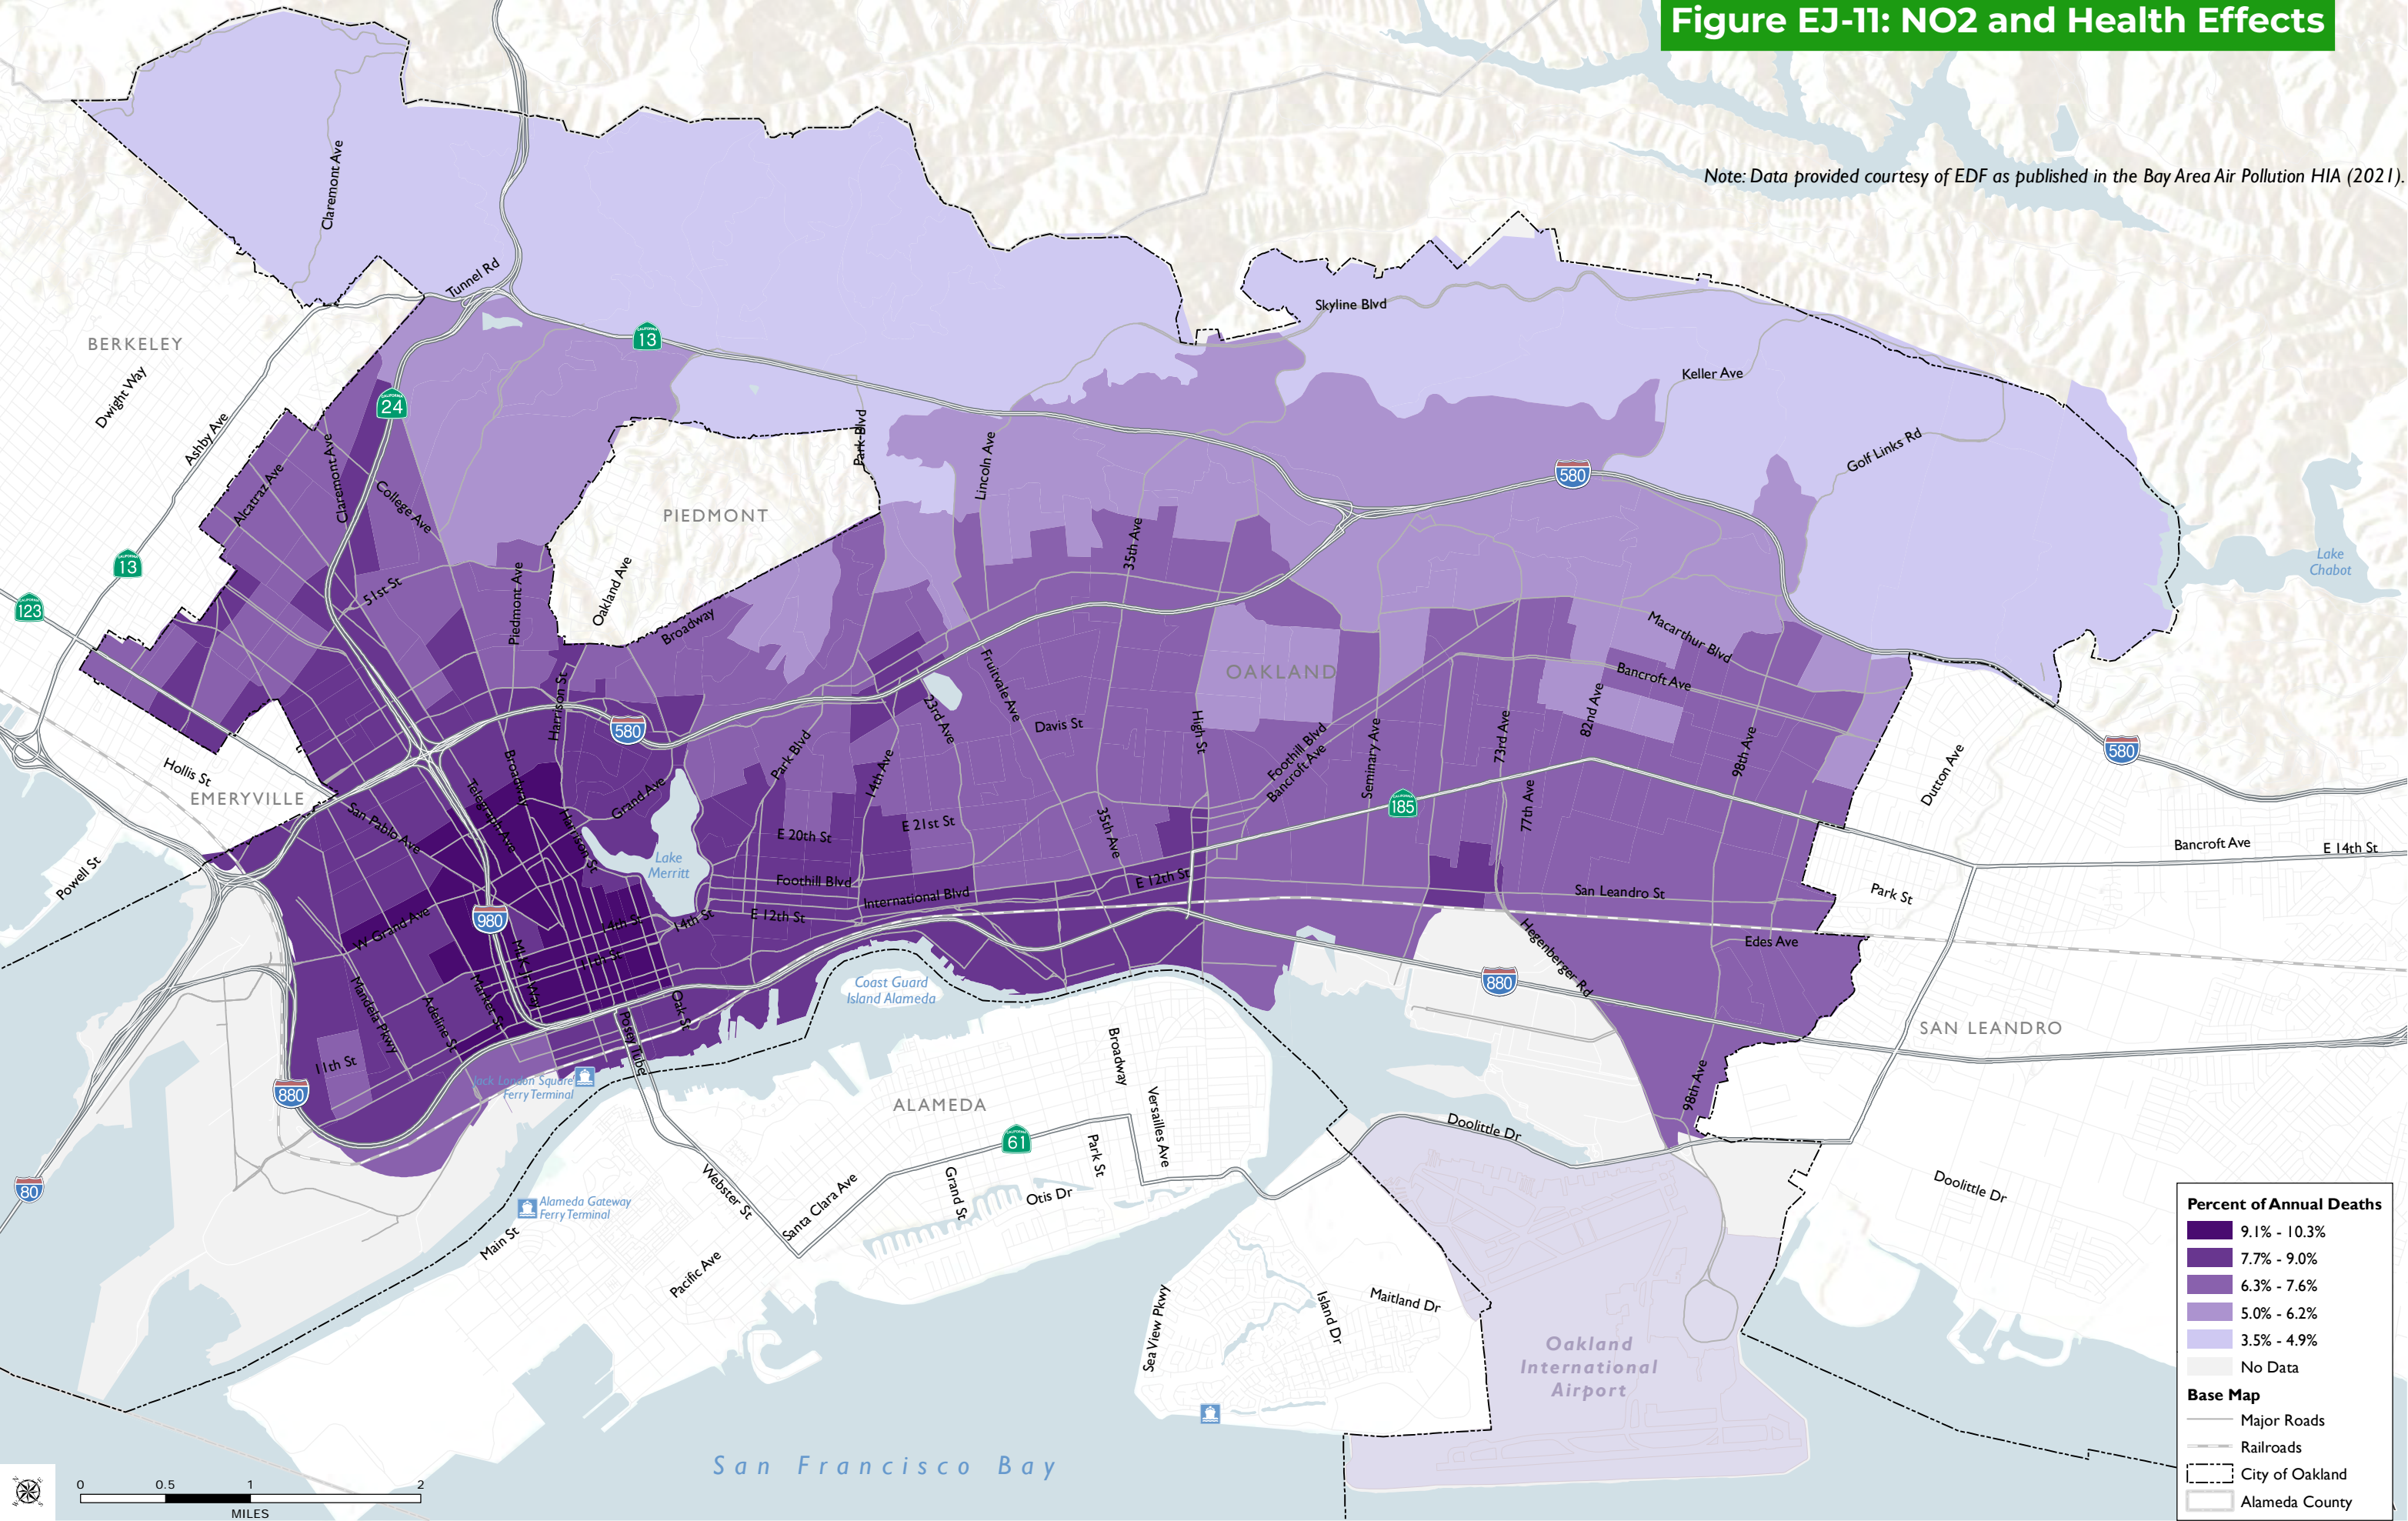 Figure EJ-11: NO2 and Health Effects
Note: Data provided courtesy of EDF as published in the Bay Area Air Pollution HIA (2021).
Claremont Ave
Tunnel Rd
13
Skyline Blvd
BERKELEY
Dwight Way
Ashby Ave
24
Keller Ave
Golf Links Rd
Alcatraz Ave
Claremont Ave
College Ave
Park Blvd
Lincoln Ave
580
PIEDMONT
35th Ave
Lake
Chabot
13
123
51st St
Piedmont Ave
Oakland Ave
Broadway
Macarthur Blvd
Bancroft Ave
OAKLAND
Fruitvale Ave
23rd Ave
Harrison St
580
Davis St
High St
Foothill Blvd
Bancroft Ave
Seminary Ave
73rd Ave
82nd Ave
98th Ave
580
Dutton Ave
Hollis St
EMERYVILLE
Broadway
Telegraph Ave
Harrison St
Grand Ave
Park Blvd
14th Ave
185
77th Ave
35th Ave
San Pablo Ave
E 20th St
E 21st St
Bancroft Ave
E 14th St
Powell St
Lake
Merritt
Foothill Blvd
International Blvd
E 12th St
San Leandro St
Park St
980
W Grand Ave
14th St
14th St
E 12th St
11th St
MLK Jr Way
Hegenberger Rd
Edes Ave
Mandela Pkwy
Adeline St
Market St
Oak St
Posey Tube
Coast Guard
Island Alameda
880
SAN LEANDRO
11th St
880
Jack London Square
Ferry Terminal
ALAMEDA
Broadway
Versailles Ave
98th Ave
61
Doolittle Dr
80
Alameda Gateway
Ferry Terminal
Main St
Webster St
Santa Clara Ave
Grand St
Otis Dr
Park St
Doolittle Dr
Pacific Ave
Sea View Pkwy
Island Dr
Maitland Dr
Oakland
International
Airport
San Francisco Bay
0 0.5 1 2
MILES
Percent of Annual Deaths
9.1% - 10.3%
7.7% - 9.0%
6.3% - 7.6%
5.0% - 6.2%
3.5% - 4.9%
No Data
Base Map
Major Roads
Railroads
City of Oakland
Alameda County